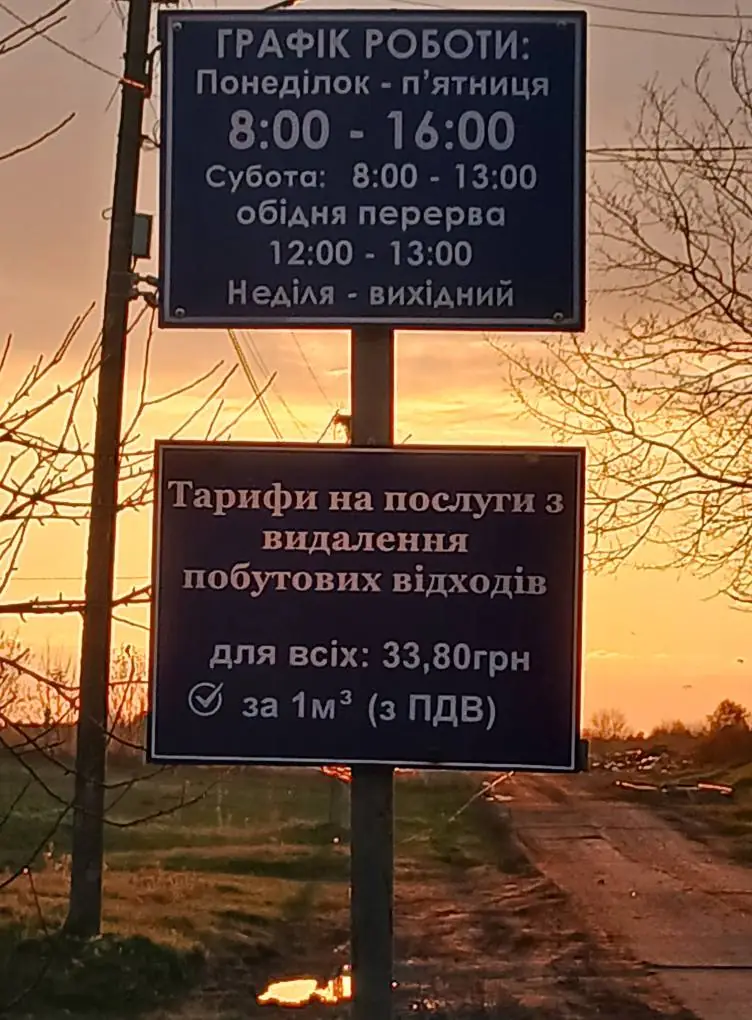 ГРАФІК РОБОТИ:
Понеділок - п'ятниця
8:00 - 16:00
Субота: 8:00 - 13:00
обідня перерва
12:00 - 13:00
Неділя - вихідний
Тарифи на послуги з
видалення
побутових відходів
для всіх: 33,80грн
за 1м³ (з ПДВ)